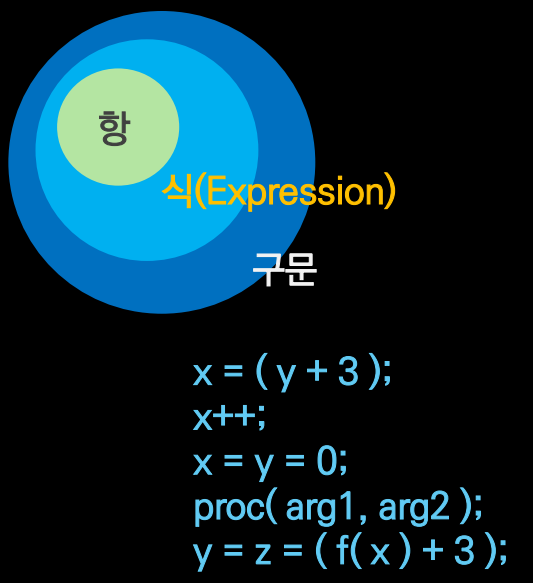 항
식(Expression)
구문
x = ( y + 3 );
x++;
x = y = 0;
proc( arg1, arg2 );
y = z = ( f( x ) + 3 );